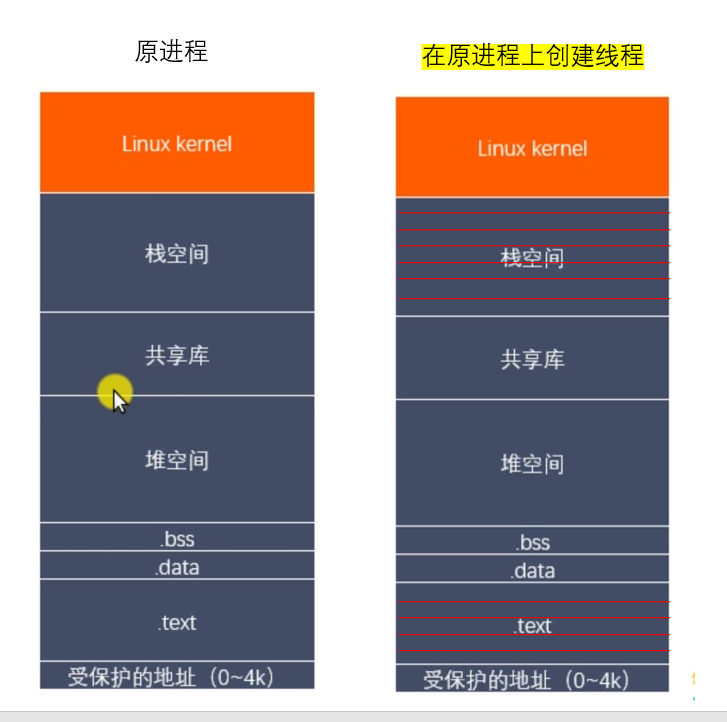 原进程
Linux kernel
栈空间
共享库
堆空间
.bss
.data
.text
受保护的地址（0~4k）
在原进程上创建线程
Linux kernel
栈空间
共享库
堆空间
.bss
.data
.text
受保护的地址（0~4k）